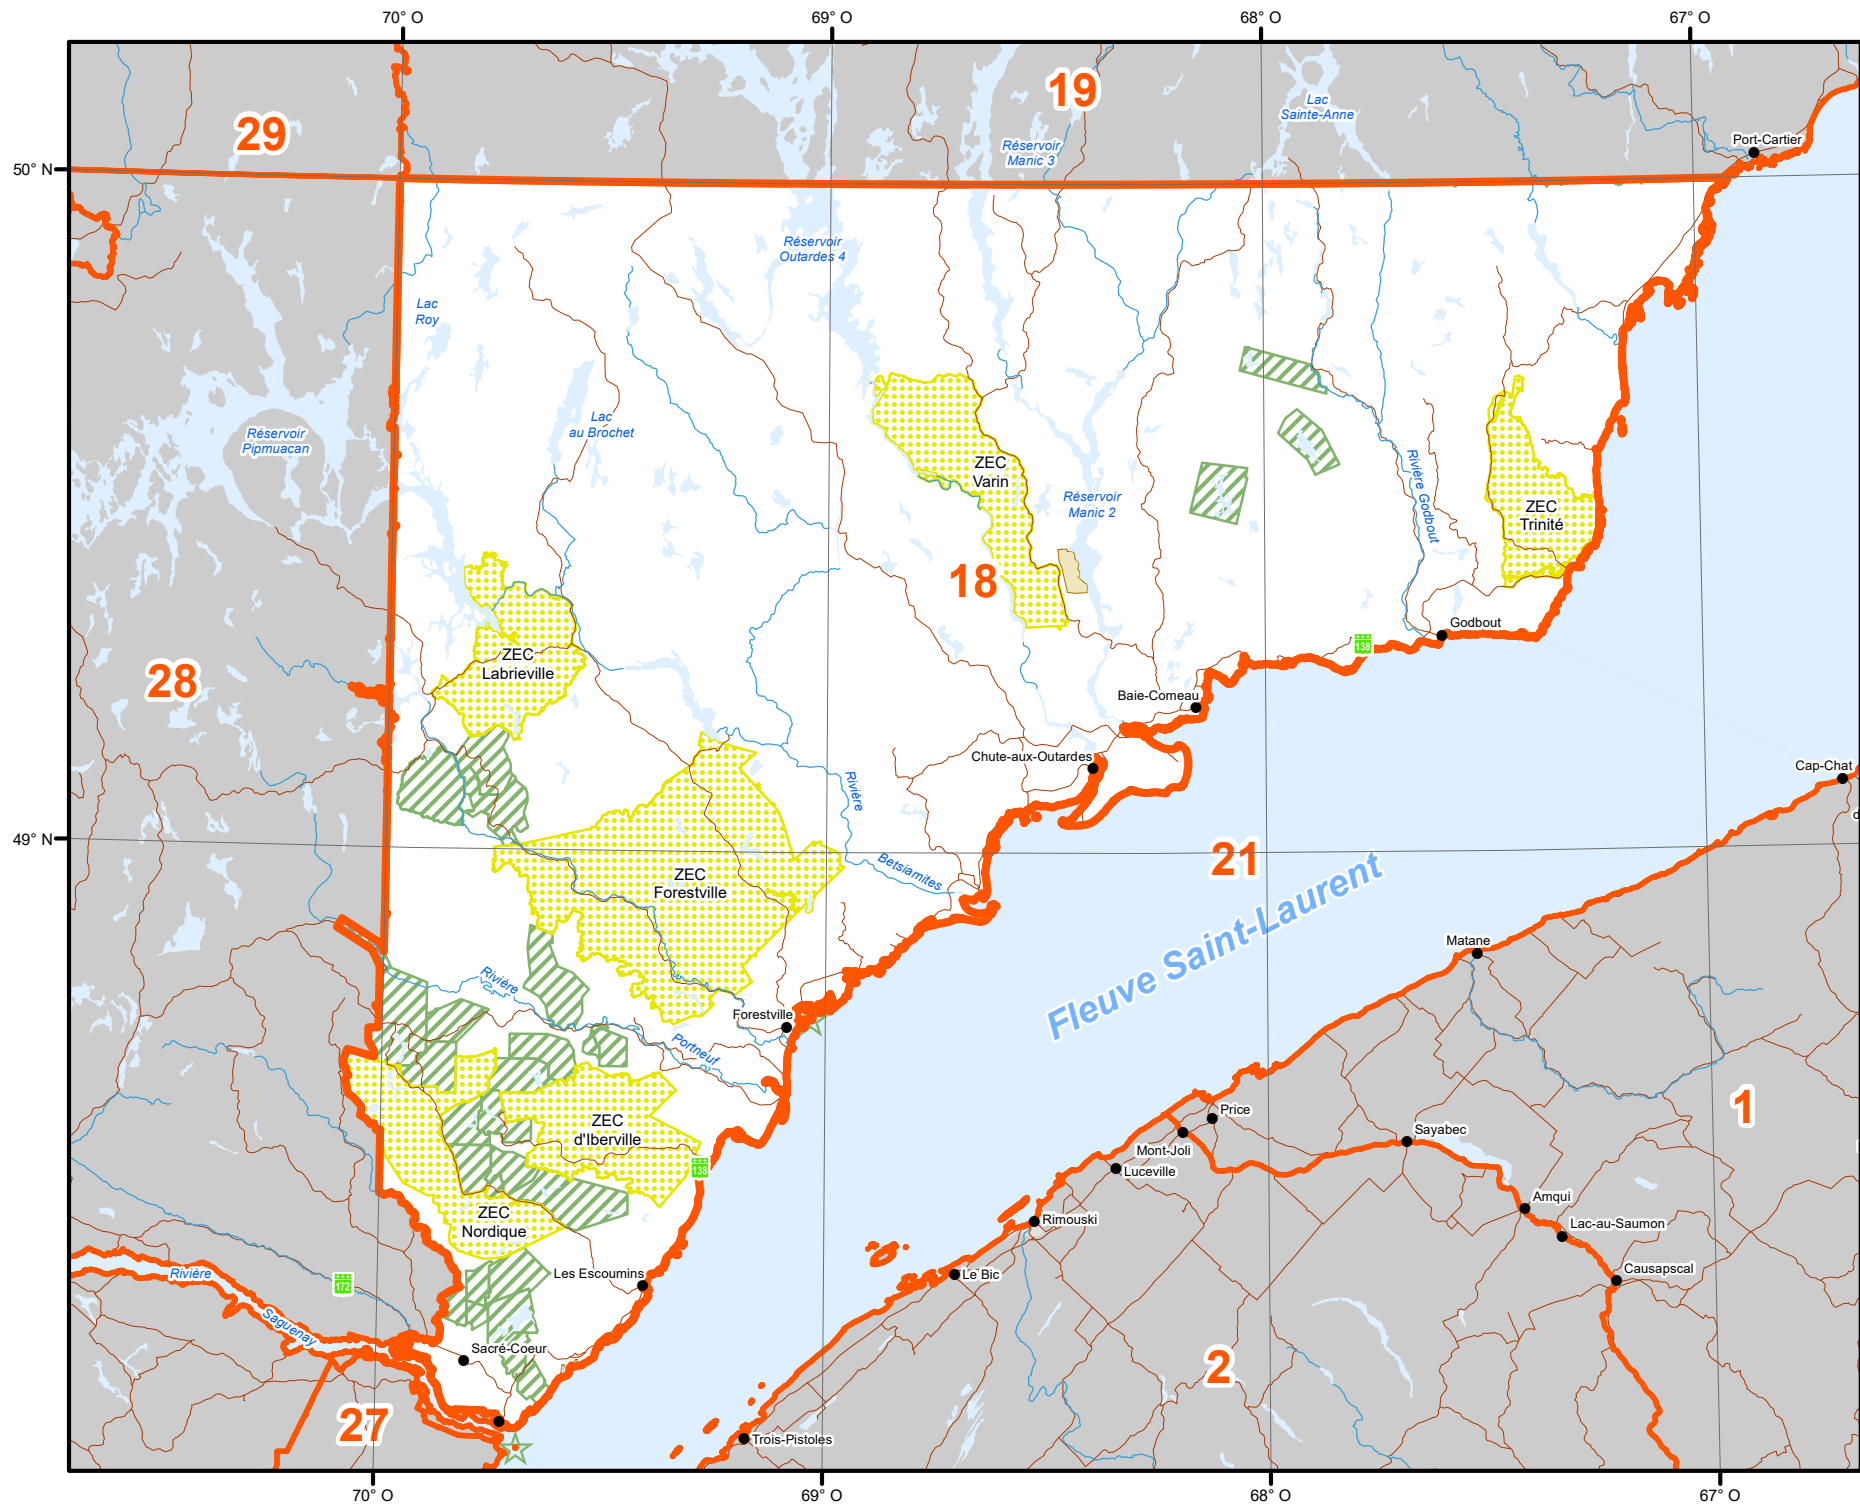 70° O
69° O
68° O
67° O
19
Lac
Sainte-Anne
29
Port-Cartier
Réservoir
Manic 3
50° N
Réservoir
Outardes 4
Lac
Roy
Lac
au Brochet
Réservoir
Pipmuacan
ZEC
Varin
Réservoir
Manic 2
Rivière Godbout
ZEC
Trinité
18
Godbout
138
ZEC
Labrieville
28
Baie-Comeau
Chute-aux-Outardes
Cap-Chat
Rivière
d
49° N
21
Betsiamites
ZEC
Forestville
Fleuve Saint-Laurent
Matane
Rivière
Forestville
Portneuf
1
Price
ZEC
d'Iberville
Sayabec
Mont-Joli
138
Luceville
Amqui
ZEC
Nordique
Rimouski
Lac-au-Saumon
Rivière
172
Les Escoumins
Le Bic
Causapscal
Saguenay
Sacré-Coeur
2
27
Trois-Pistoles
70° O
69° O
68° O
67° O